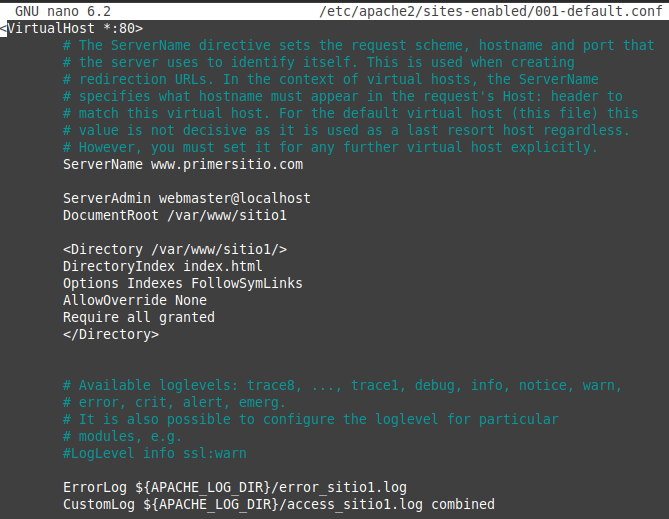 GNU nano 6.2 /etc/apache2/sites-enabled/001-default.conf
<VirtualHost *:80>
# The ServerName directive sets the request scheme, hostname and port that
# the server uses to identify itself. This is used when creating
# redirection URLs. In the context of virtual hosts, the ServerName
# specifies what hostname must appear in the request's Host: header to
# match this virtual host. For the default virtual host (this file) this
# value is not decisive as it is used as a last resort host regardless.
# However, you must set it for any further virtual host explicitly.
ServerName www.primersitio.com
ServerAdmin webmaster@localhost
DocumentRoot /var/www/sitio1
<Directory /var/www/sitio1/>
DirectoryIndex index.html
Options Indexes FollowSymLinks
AllowOverride None
Require all granted
</Directory>
# Available loglevels: trace8, ..., trace1, debug, info, notice, warn,
# error, crit, alert, emerg.
# It is also possible to configure the loglevel for particular
# modules, e.g.
#LogLevel info ssl:warn
ErrorLog ${APACHE_LOG_DIR}/error_sitio1.log
CustomLog ${APACHE_LOG_DIR}/access_sitio1.log combined